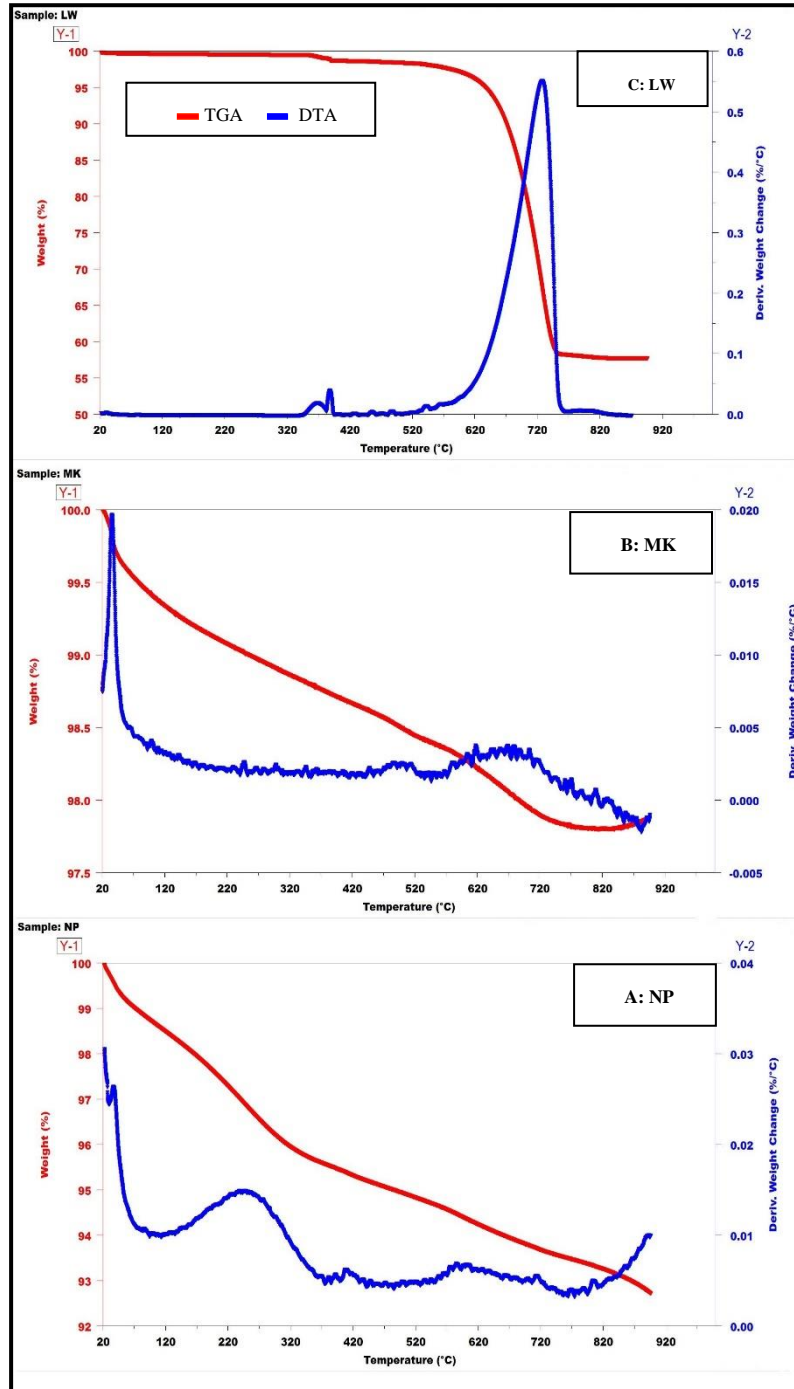 Sample: LW
Y-1
Y-2
100
95
90
85
80
75
70
65
60
55
50
Weight (%)
TGA DTA
C: LW
0.6
0.5
0.4
0.3
0.2
0.1
0.0
Deriv. Weight Change (%/°C)
20 120 220 320 420 520 620 720 820 920
Temperature (°C)
Sample: MK
Y-1
Y-2
100.0
99.5
99.0
98.5
98.0
97.5
Weight (%)
B: MK
0.020
0.015
0.010
0.005
0.000
-0.005
Deriv. Weight Change (%/°C)
20 120 220 320 420 520 620 720 820 920
Temperature (°C)
Sample: NP
Y-1
Y-2
100
99
98
97
96
95
94
93
92
Weight (%)
A: NP
0.04
0.03
0.02
0.01
0.00
Deriv. Weight Change (%/°C)
20 120 220 320 420 520 620 720 820 920
Temperature (°C)